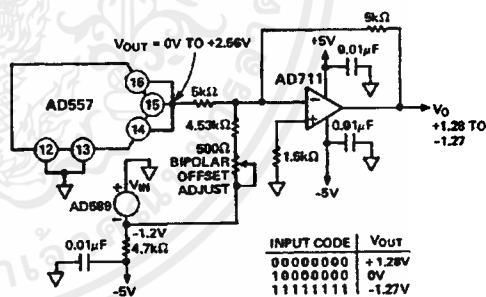 VOUT = 0V TO +2.56V
AD557
16
15
14
12
13
5kΩ
5kΩ
+5V
0.01µF
AD711
−
+
VO
+1.28 TO
-1.27
4.53kΩ
500Ω
BIPOLAR
OFFSET
ADJUST
1.5kΩ
0.01µF
-5V
AD589
+
VIN
−
-1.2V
4.7kΩ
0.01µF
-5V
INPUT CODE VOUT
00000000 +1.28V
10000000 0V
11111111 -1.27V